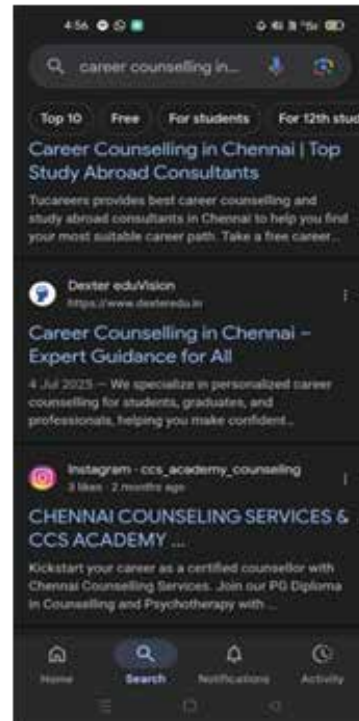 4:56
career counselling in...
Top 10 Free For students For 12th stud
Career Counselling in Chennai | Top
Study Abroad Consultants
Tucareers provides best career counselling and
study abroad consultants in Chennai to help you find
your most suitable career path. Take a free career...
Dexter eduVision
https://www.dexteredu.in
Career Counselling in Chennai –
Expert Guidance for All
4 Jul 2025 — We specialize in personalized career
counselling for students, graduates, and
professionals, helping you make confident...
Instagram · ccs_academy_counseling
3 likes · 2 months ago
CHENNAI COUNSELING SERVICES &
CCS ACADEMY ...
Kickstart your career as a certified counsellor with
Chennai Counselling Services. Join our PG Diploma
in Counselling and Psychotherapy with ...
Home Search Notifications Activity